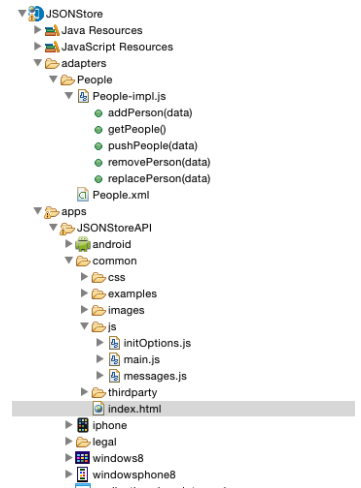 JSONStore
Java Resources
JavaScript Resources
adapters
People
People-impl.js
addPerson(data)
getPeople()
pushPeople(data)
removePerson(data)
replacePerson(data)
People.xml
apps
JSONStoreAPI
android
common
css
examples
images
js
initOptions.js
main.js
messages.js
thirdparty
index.html
iphone
legal
windows8
windowsphone8